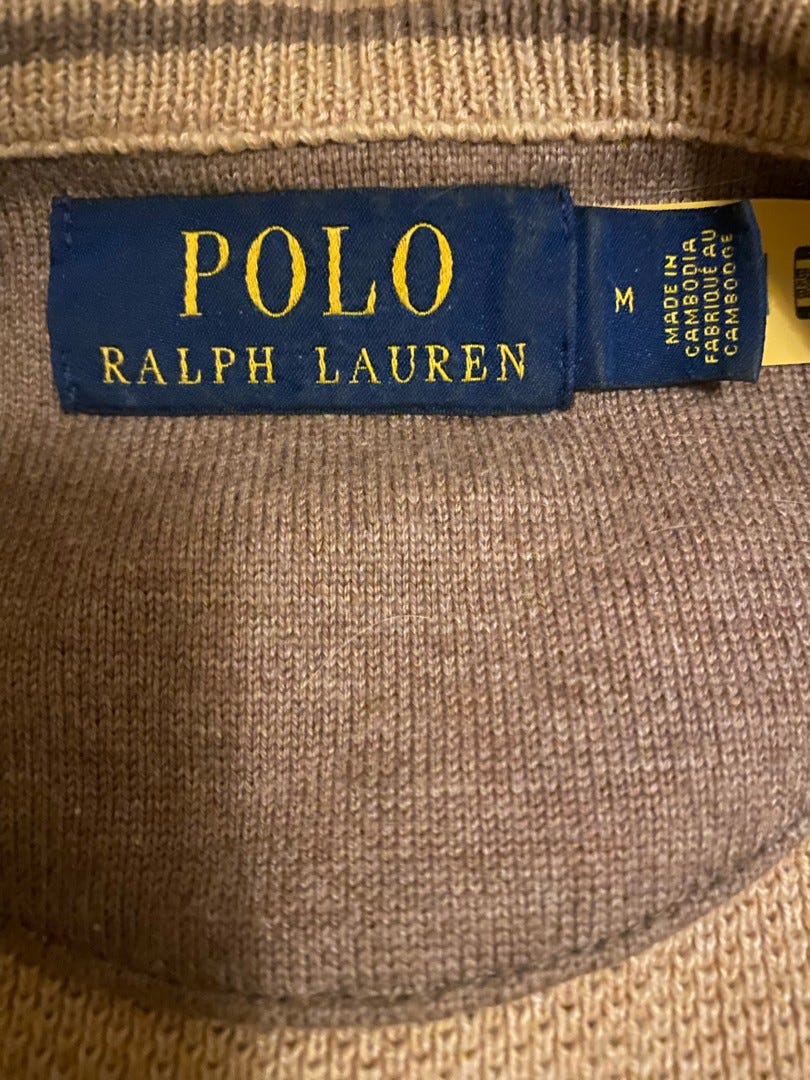 POLO
RALPH LAUREN
M
MADE IN
CAMBODIA
FABRIQUÉ AU
CAMBODGE